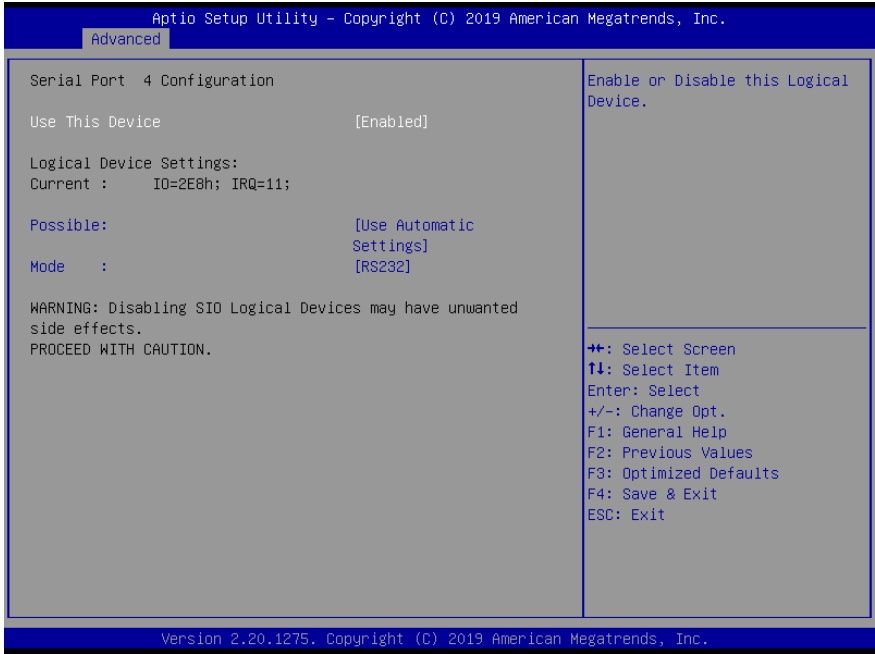 Aptio Setup Utility – Copyright (C) 2019 American Megatrends, Inc.
Advanced
Serial Port  4 Configuration
Use This Device [Enabled]
Logical Device Settings:
Current :     IO=2E8h; IRQ=11;
Possible: [Use Automatic
Settings]
Mode   : [RS232]
WARNING: Disabling SIO Logical Devices may have unwanted
side effects.
PROCEED WITH CAUTION.
Enable or Disable this Logical
Device.
→←: Select Screen
↑↓: Select Item
Enter: Select
+/-: Change Opt.
F1: General Help
F2: Previous Values
F3: Optimized Defaults
F4: Save & Exit
ESC: Exit
Version 2.20.1275. Copyright (C) 2019 American Megatrends, Inc.